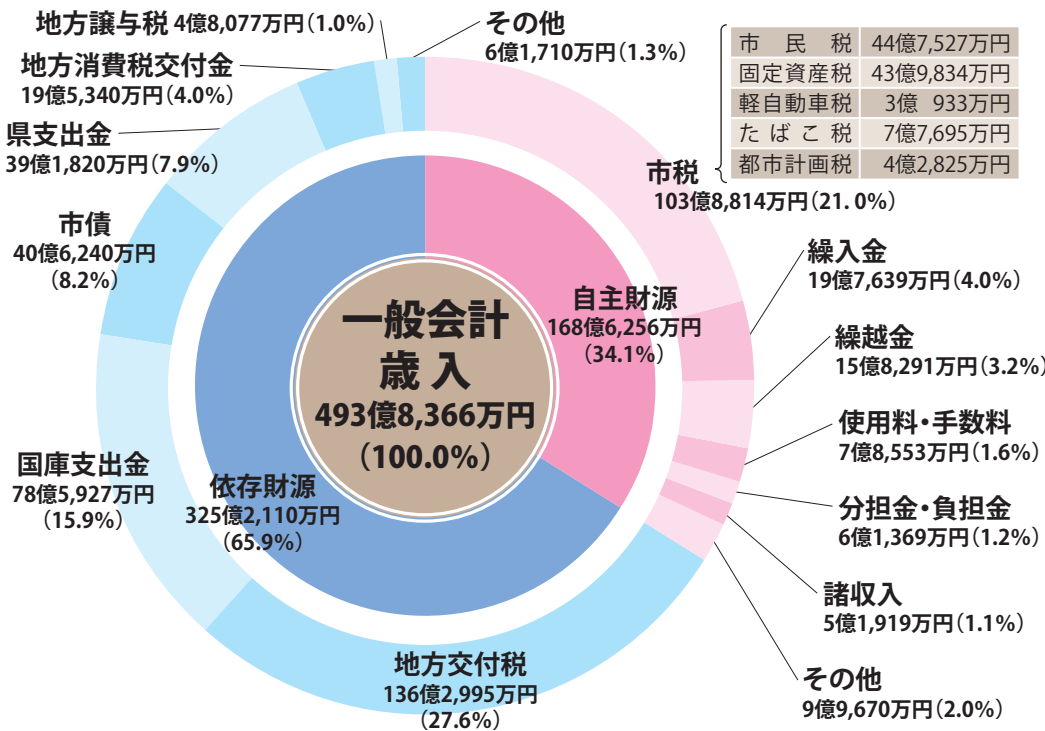 一般会計
歳入
493億8,366万円
(100.0%)
自主財源
168億6,256万円
(34.1%)
依存財源
325億2,110万円
(65.9%)
市税
103億8,814万円(21.0%)
市民税 44億7,527万円
固定資産税 43億9,834万円
軽自動車税 3億 933万円
たばこ税 7億7,695万円
都市計画税 4億2,825万円
繰入金
19億7,639万円(4.0%)
繰越金
15億8,291万円(3.2%)
使用料・手数料
7億8,553万円(1.6%)
分担金・負担金
6億1,369万円(1.2%)
諸収入
5億1,919万円(1.1%)
その他
9億9,670万円(2.0%)
地方交付税
136億2,995万円
(27.6%)
国庫支出金
78億5,927万円
(15.9%)
市債
40億6,240万円
(8.2%)
県支出金
39億1,820万円(7.9%)
地方消費税交付金
19億5,340万円(4.0%)
地方譲与税 4億8,077万円(1.0%)
その他
6億1,710万円(1.3%)